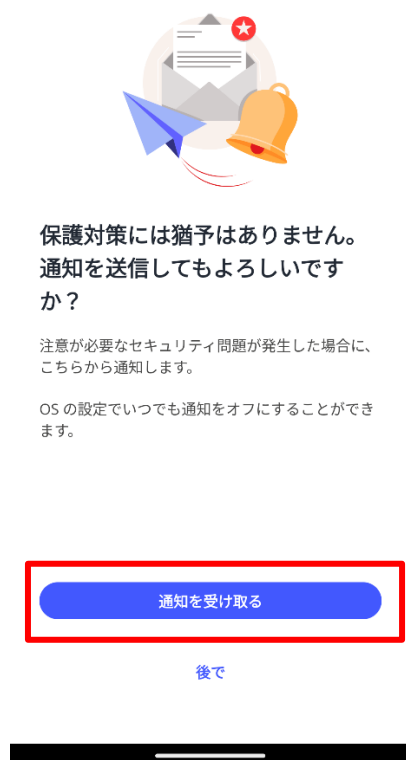 保護対策には猶予はありません。
通知を送信してもよろしいです
か？
注意が必要なセキュリティ問題が発生した場合に、
こちらから通知します。
OS の設定でいつでも通知をオフにすることができ
ます。
通知を受け取る
後で